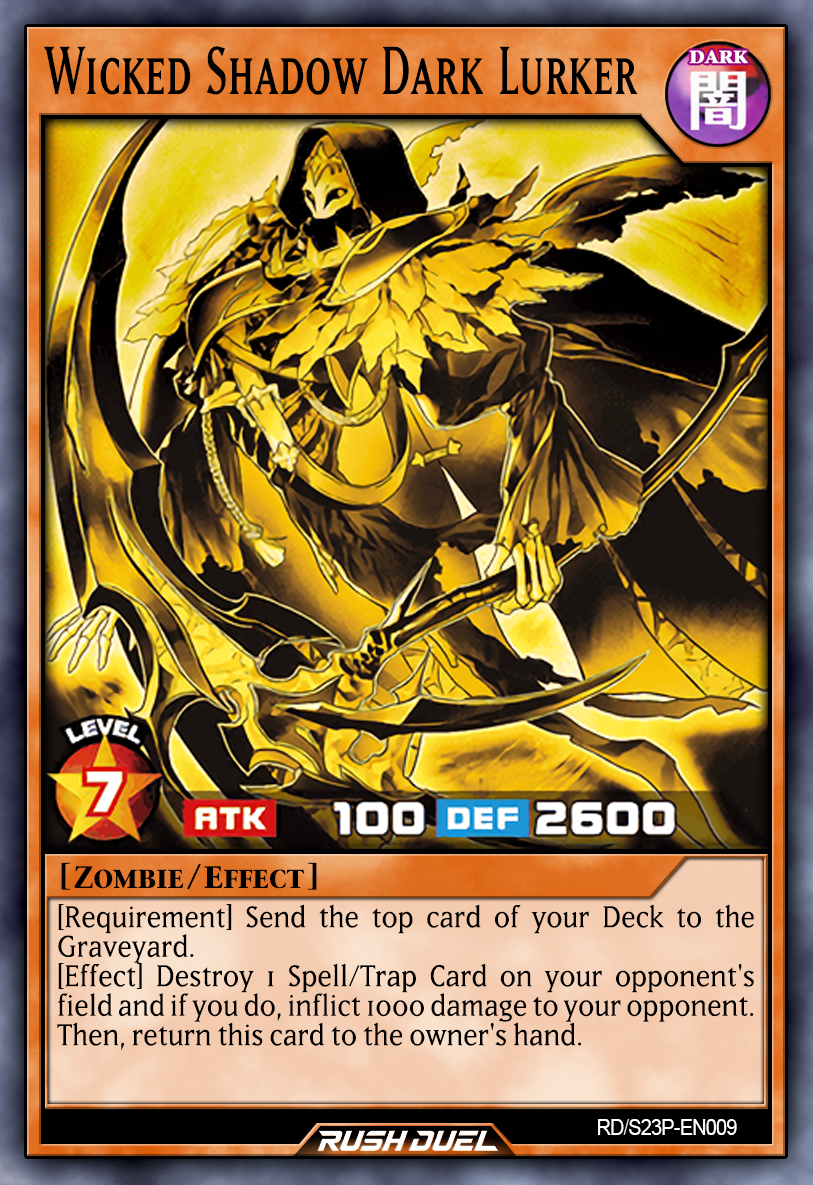 Wicked Shadow Dark Lurker
DARK
闇
LEVEL
7
ATK 100 DEF 2600
[Zombie/Effect]
[Requirement] Send the top card of your Deck to the
Graveyard.
[Effect] Destroy 1 Spell/Trap Card on your opponent's
field and if you do, inflict 1000 damage to your opponent.
Then, return this card to the owner's hand.
RD/S23P-EN009
RUSH DUEL